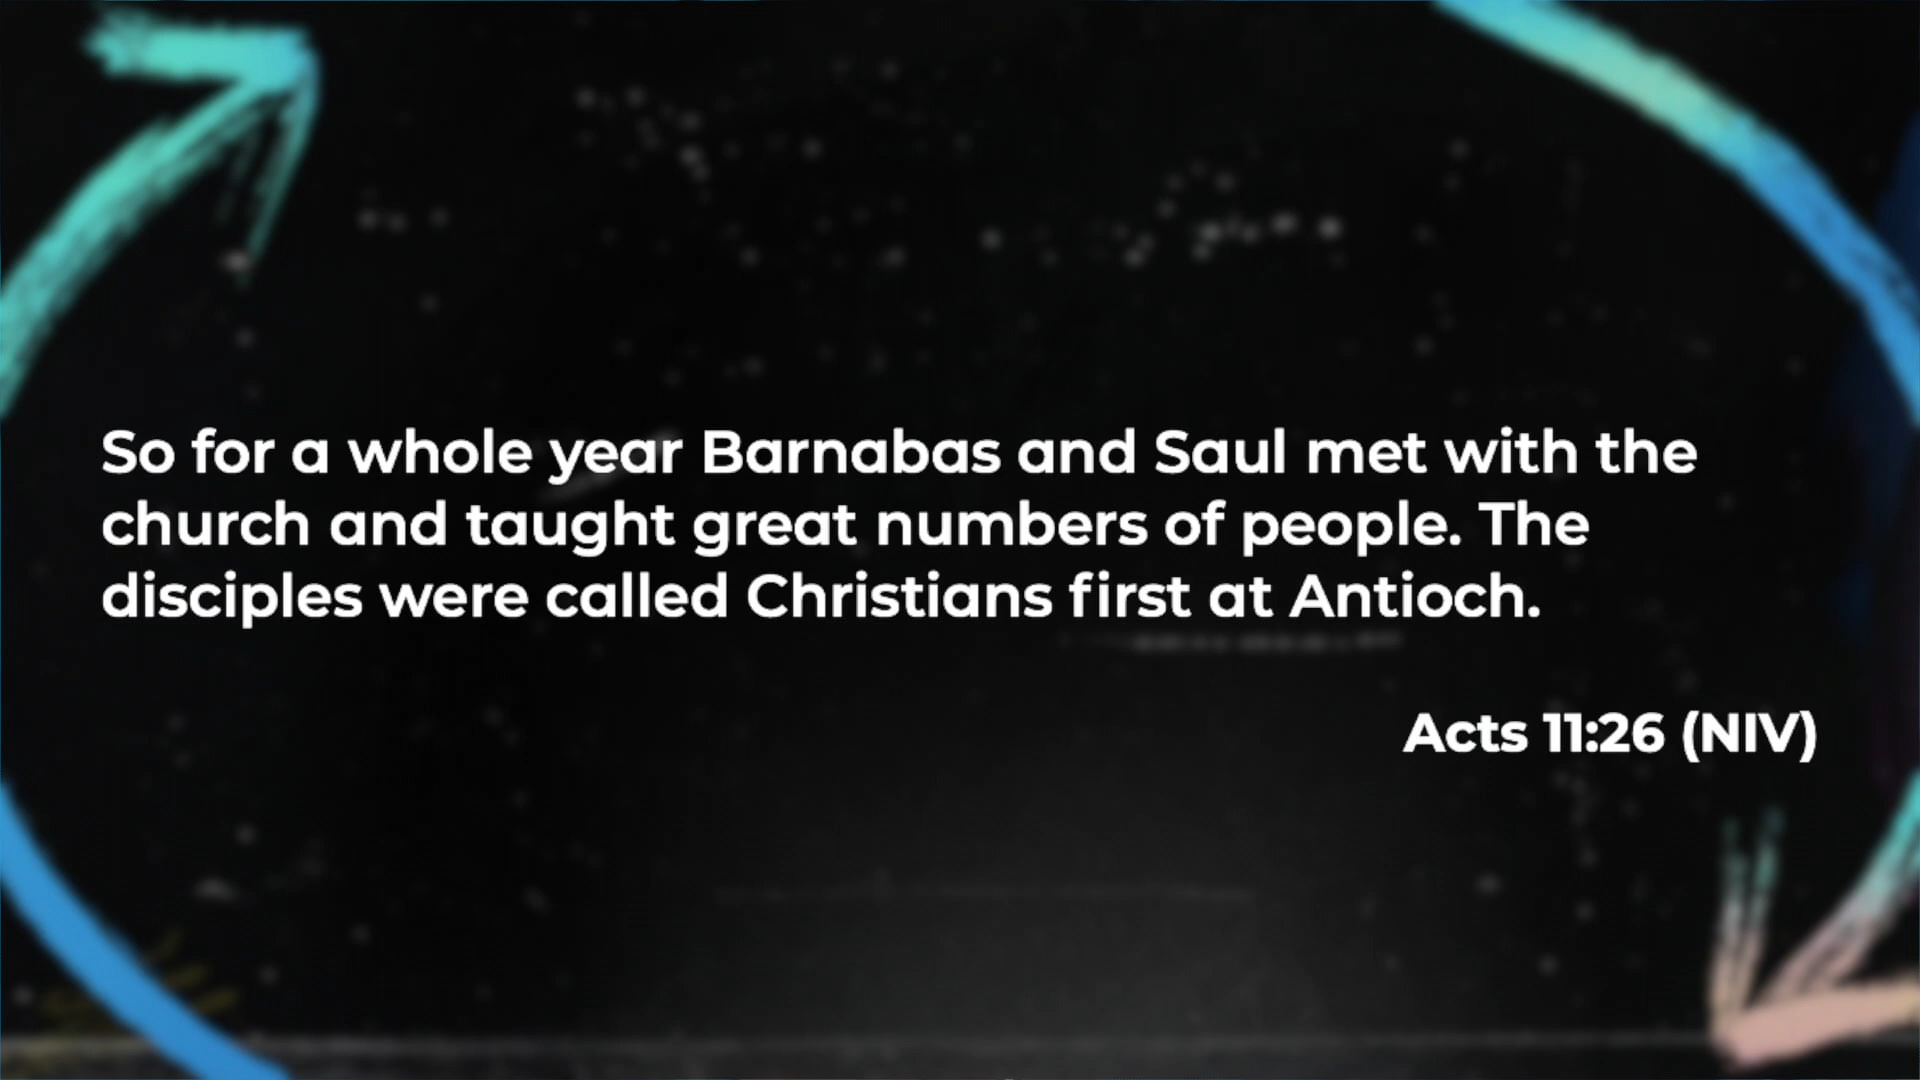 So for a whole year Barnabas and Saul met with the
church and taught great numbers of people. The
disciples were called Christians first at Antioch.
Acts 11:26 (NIV)